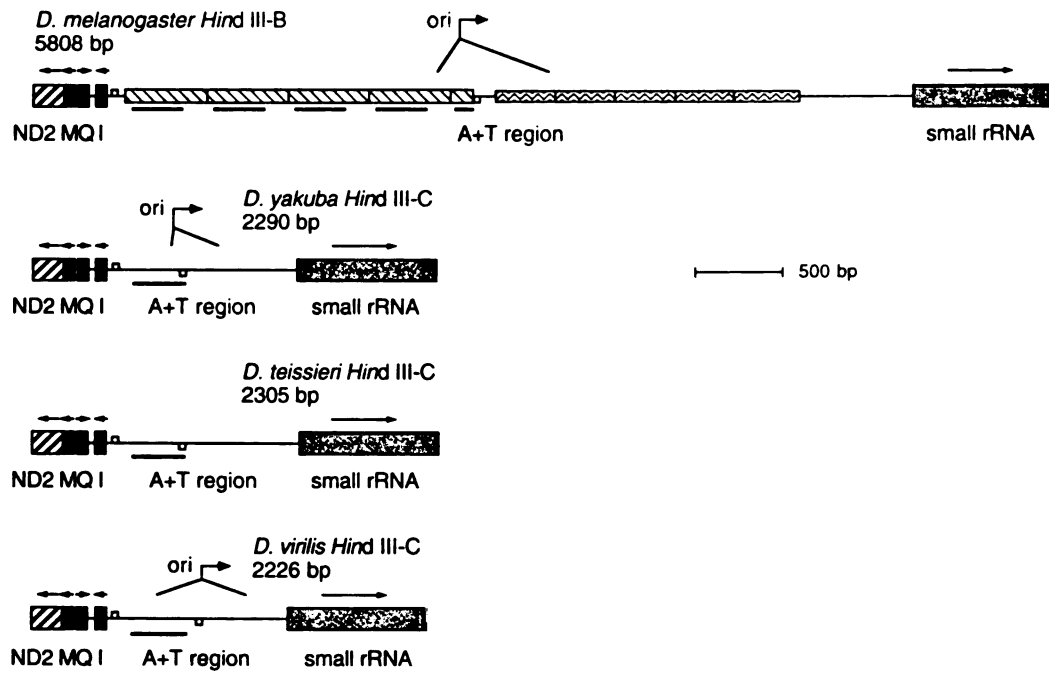 D. melanogaster Hind III-B
5808 bp
ori
ND2 MQ I
A+T region
small rRNA
D. yakuba Hind III-C
2290 bp
ori
500 bp
ND2 MQ I
A+T region
small rRNA
D. teissieri Hind III-C
2305 bp
ND2 MQ I
A+T region
small rRNA
D. virilis Hind III-C
2226 bp
ori
ND2 MQ I
A+T region
small rRNA